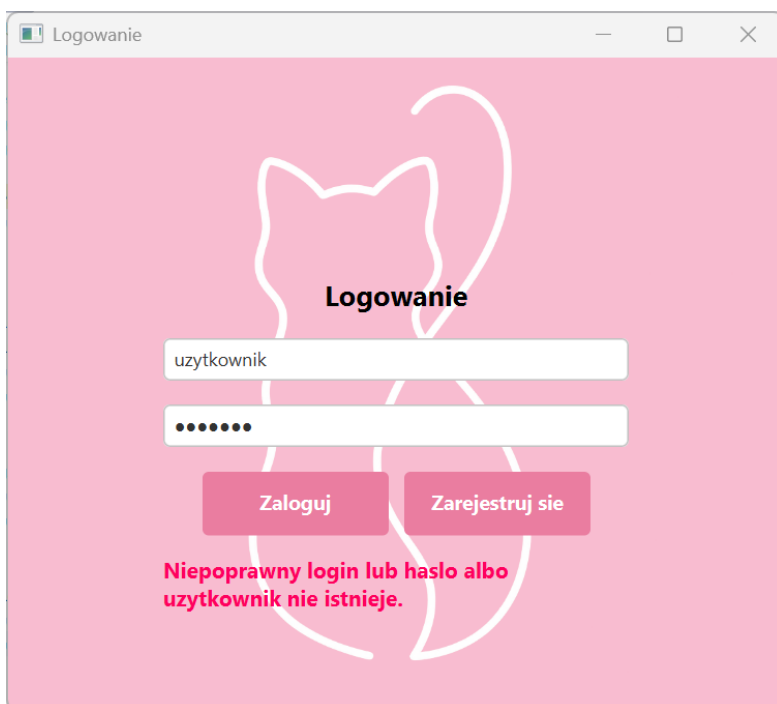 Logowanie
Logowanie
uzytkownik
•••••••
Zaloguj
Zarejestruj sie
Niepoprawny login lub haslo albo
uzytkownik nie istnieje.